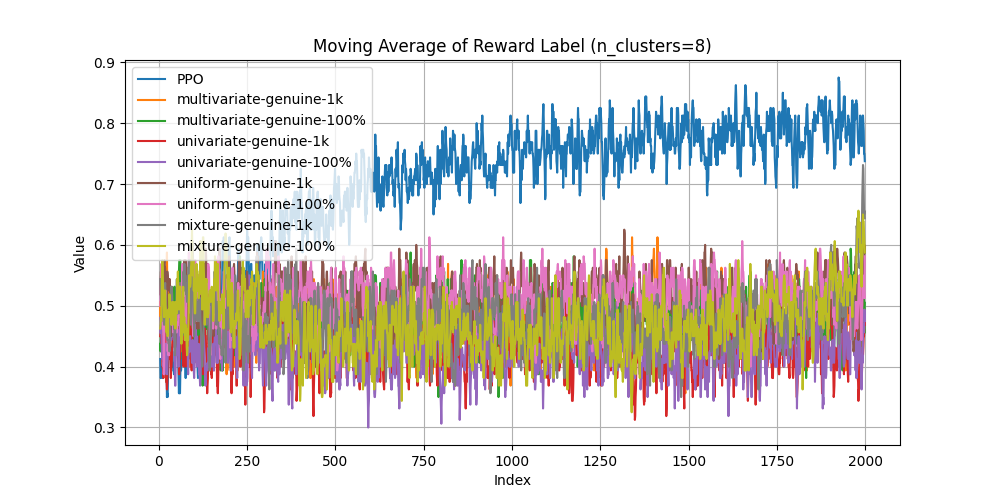 Moving Average of Reward Label (n_clusters=8)
PPO
multivariate-genuine-1k
multivariate-genuine-100%
univariate-genuine-1k
univariate-genuine-100%
uniform-genuine-1k
uniform-genuine-100%
mixture-genuine-1k
mixture-genuine-100%
Value
0.9
0.8
0.7
0.6
0.5
0.4
0.3
0 250 500 750 1000 1250 1500 1750 2000
Index